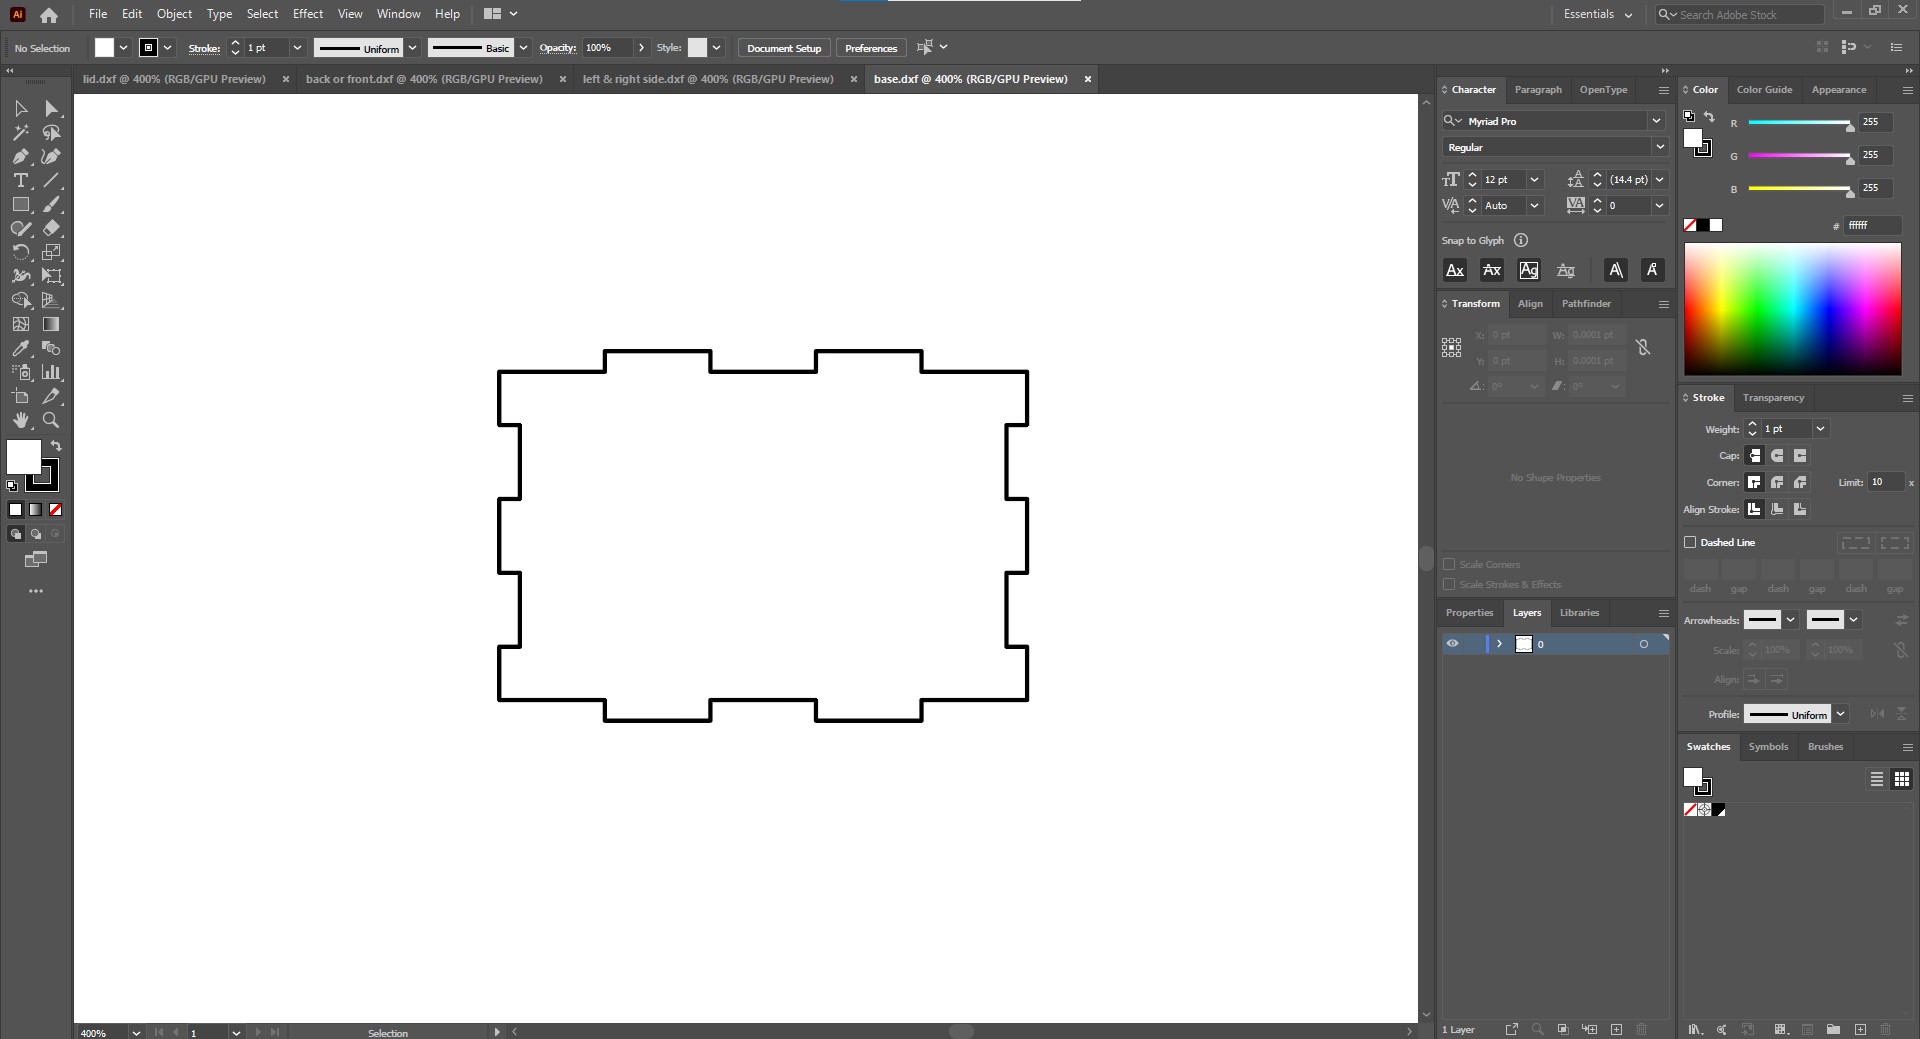 Ai File Edit Object Type Select Effect View Window Help Essentials Search Adobe Stock
No Selection Stroke: 1 pt Uniform Basic Opacity: 100% Style: Document Setup Preferences
lid.dxf @ 400% (RGB/GPU Preview) back or front.dxf @ 400% (RGB/GPU Preview) left & right side.dxf @ 400% (RGB/GPU Preview) base.dxf @ 400% (RGB/GPU Preview)
Character Paragraph OpenType
Myriad Pro
Regular
12 pt (14.4 pt)
Auto 0
Snap to Glyph
Transform Align Pathfinder
X: 0 pt W: 0.0001 pt
Y: 0 pt H: 0.0001 pt
0° 0°
No Shape Properties
Scale Corners
Scale Strokes & Effects
Properties Layers Libraries
0
1 Layer
Color Color Guide Appearance
R 255
G 255
B 255
# ffffff
Stroke Transparency
Weight: 1 pt
Cap:
Corner: Limit: 10 x
Align Stroke:
Dashed Line
dash gap dash gap dash gap
Arrowheads:
Scale: 100% 100%
Align:
Profile: Uniform
Swatches Symbols Brushes
400% 1 Selection